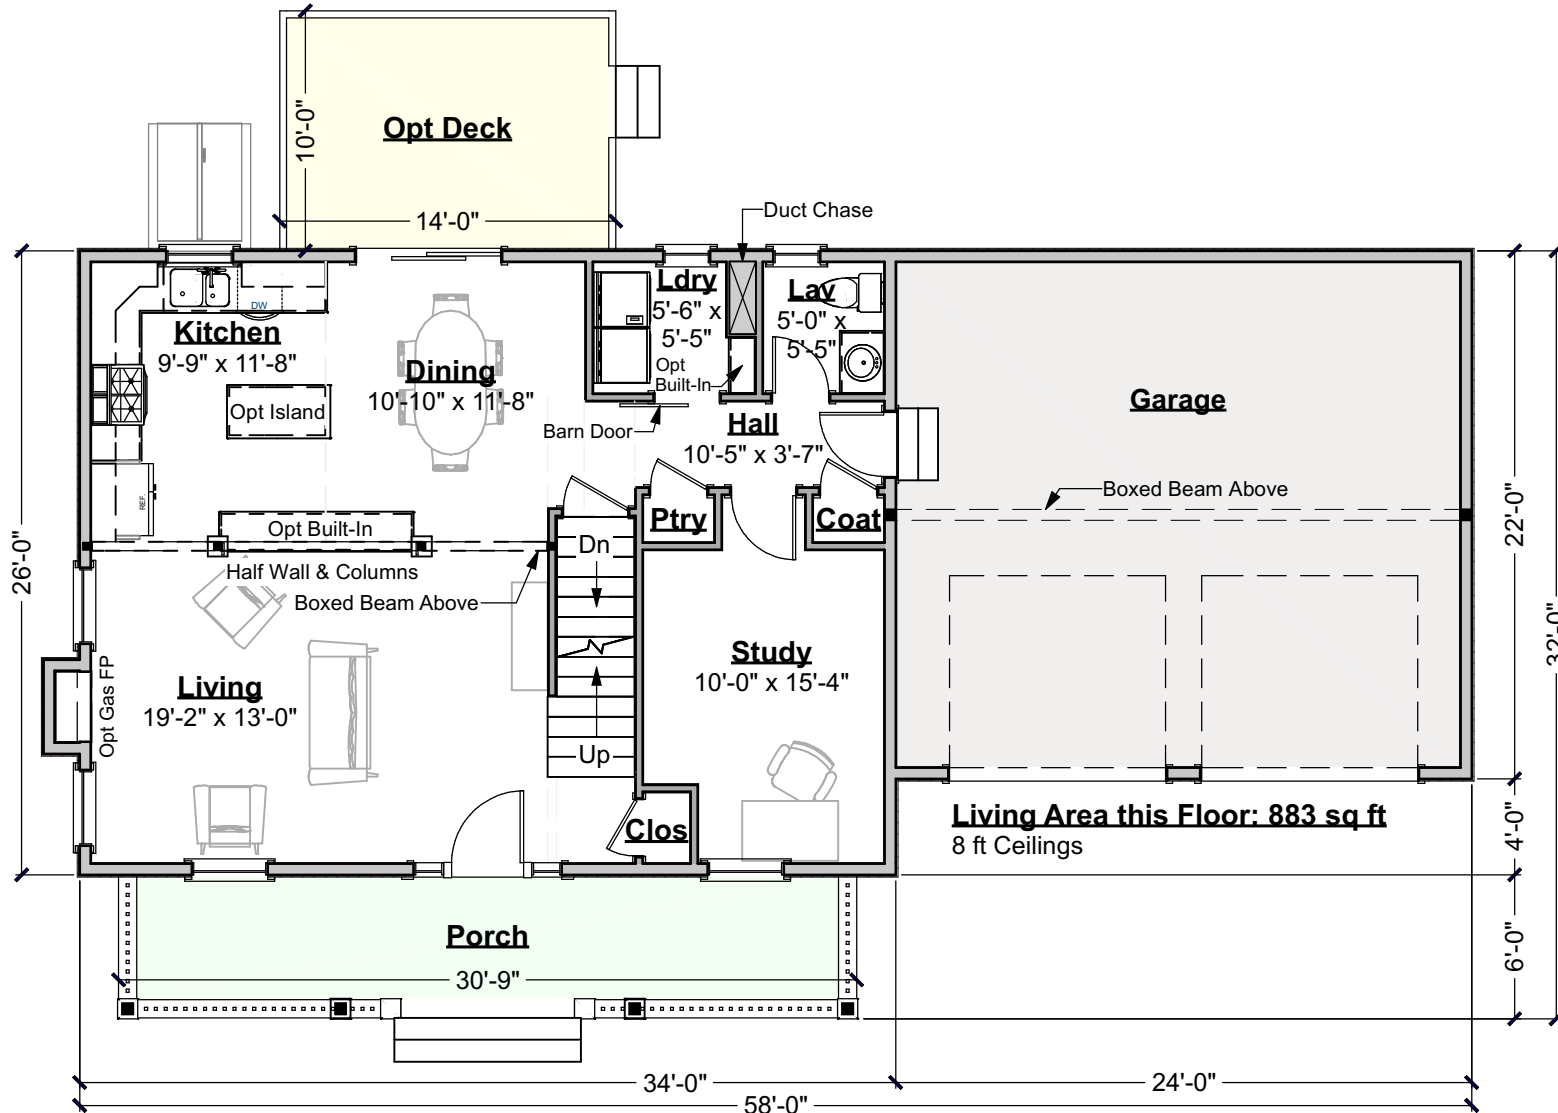 10'-0"
Opt Deck
14'-0"
Duct Chase
DW
Kitchen
9'-9" x 11'-8"
Opt Island
REF.
Dining
10'-10" x 11'-8"
Ldry
5'-6" x
5'-5"
Opt
Built-In
Lav
5'-0" x
5'-5"
Barn Door
Hall
10'-5" x 3'-7"
Garage
Boxed Beam Above
Opt Built-In
Half Wall & Columns
Boxed Beam Above
Dn
Up
Ptry
Coat
26'-0"
22'-0"
32'-0"
Living
19'-2" x 13'-0"
Opt Gas FP
Study
10'-0" x 15'-4"
Clos
Living Area this Floor: 883 sq ft
8 ft Ceilings
4'-0"
6'-0"
Porch
30'-9"
34'-0"
24'-0"
58'-0"